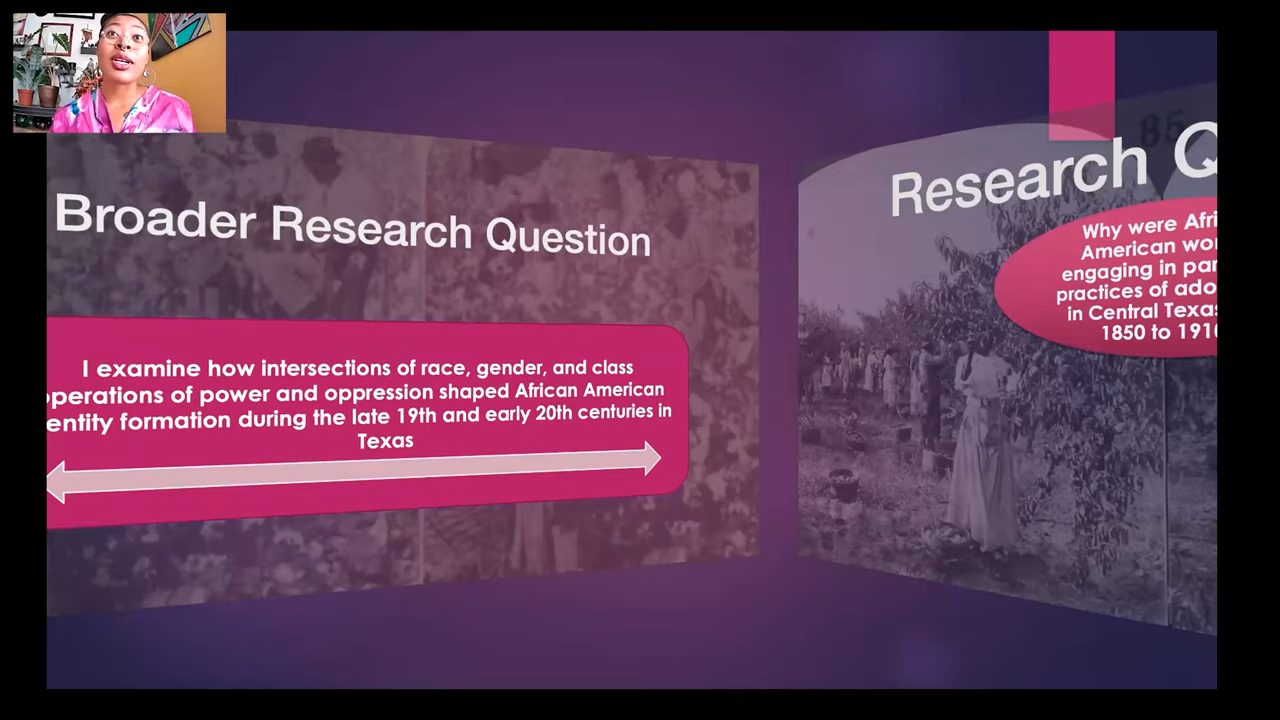 Broader Research Question
I examine how intersections of race, gender, and class
operations of power and oppression shaped African American
entity formation during the late 19th and early 20th centuries in
Texas
85
Research Q
Why were Afri
American wo
engaging in par
practices of ado
in Central Texas
1850 to 1910